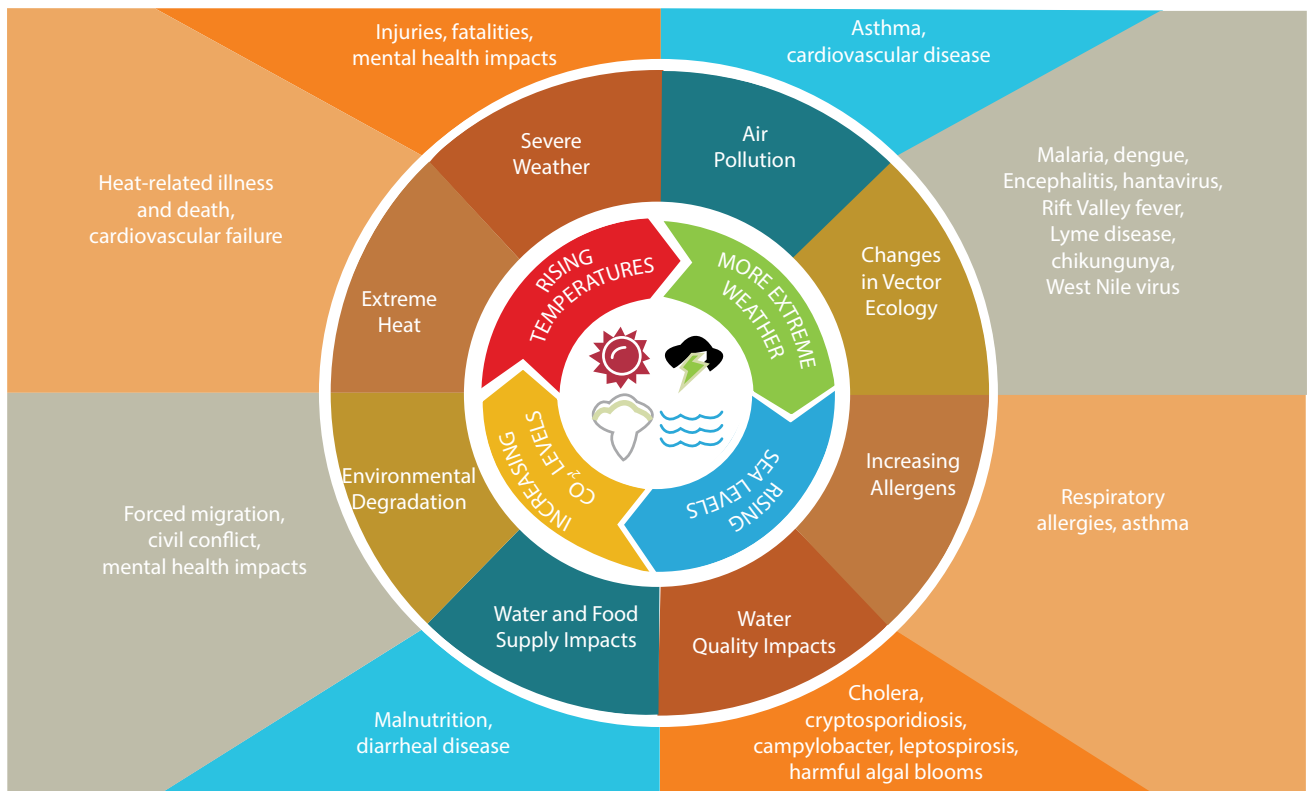 Injuries, fatalities,
mental health impacts
Asthma,
cardiovascular disease
Severe
Weather
Air
Pollution
Heat-related illness
and death,
cardiovascular failure
Malaria, dengue,
Encephalitis, hantavirus,
Rift Valley fever,
Lyme disease,
chikungunya,
West Nile virus
Extreme
Heat
Changes
in Vector
Ecology
RISING
TEMPERATURES
MORE EXTREME
WEATHER
INCREASING
CO₂ LEVELS
RISING
SEA LEVELS
Environmental
Degradation
Increasing
Allergens
Forced migration,
civil conflict,
mental health impacts
Respiratory
allergies, asthma
Water and Food
Supply Impacts
Water
Quality Impacts
Malnutrition,
diarrheal disease
Cholera,
cryptosporidiosis,
campylobacter, leptospirosis,
harmful algal blooms